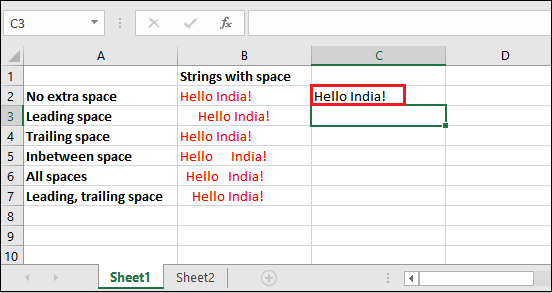 C3
fx
A B C D
1 Strings with space
2 No extra space Hello India! Hello India!
3 Leading space      Hello India!
4 Trailing space Hello India!
5 Inbetween space Hello     India!
6 All spaces   Hello   India!
7 Leading, trailing space    Hello India!
8
9
10
Sheet1 Sheet2